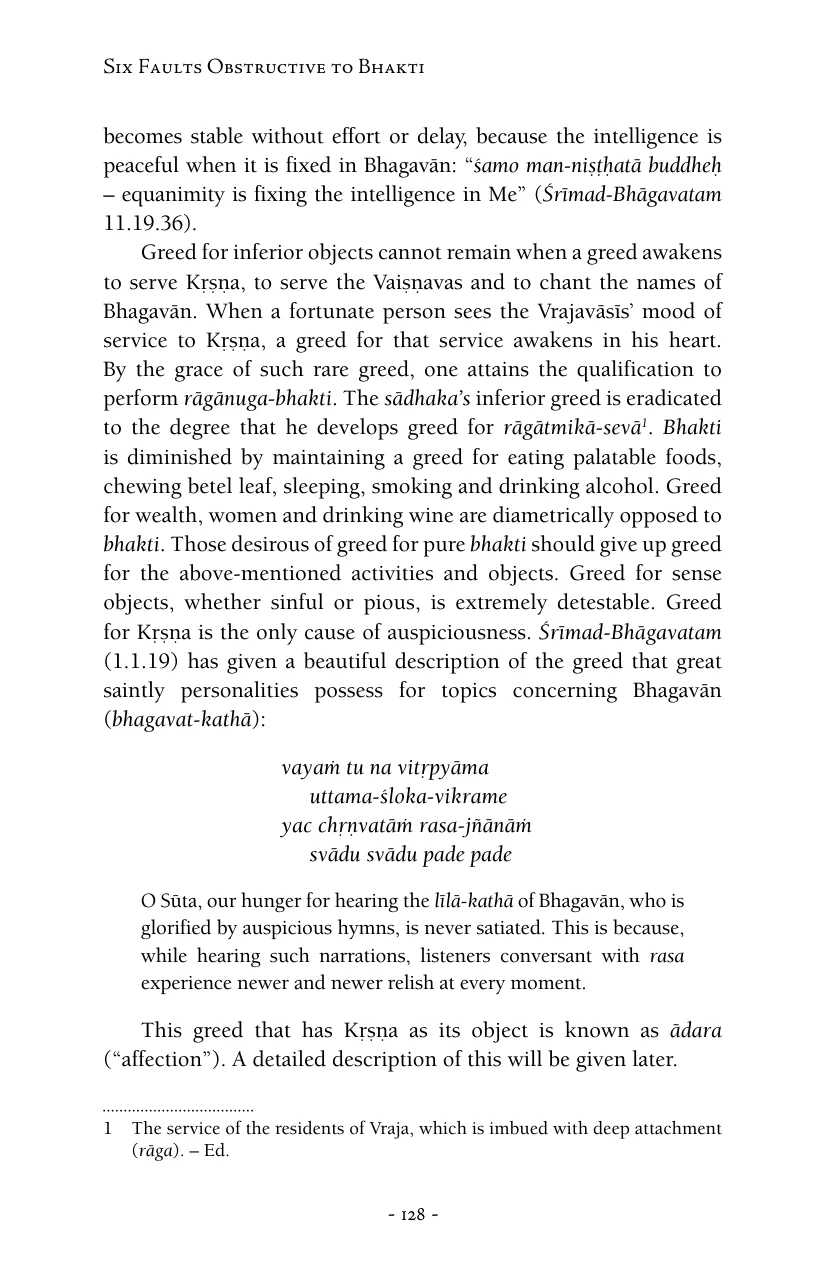 Six Faults Obstructive to Bhakti
becomes stable without effort or delay, because the intelligence is
peaceful when it is fixed in Bhagavān: “śamo man-niṣṭhatā buddheḥ
– equanimity is fixing the intelligence in Me” (Śrīmad-Bhāgavatam
11.19.36).
Greed for inferior objects cannot remain when a greed awakens
to serve Kṛṣṇa, to serve the Vaiṣṇavas and to chant the names of
Bhagavān. When a fortunate person sees the Vrajavāsīs’ mood of
service to Kṛṣṇa, a greed for that service awakens in his heart.
By the grace of such rare greed, one attains the qualification to
perform rāgānuga-bhakti. The sādhaka’s inferior greed is eradicated
to the degree that he develops greed for rāgātmikā-sevā¹. Bhakti
is diminished by maintaining a greed for eating palatable foods,
chewing betel leaf, sleeping, smoking and drinking alcohol. Greed
for wealth, women and drinking wine are diametrically opposed to
bhakti. Those desirous of greed for pure bhakti should give up greed
for the above-mentioned activities and objects. Greed for sense
objects, whether sinful or pious, is extremely detestable. Greed
for Kṛṣṇa is the only cause of auspiciousness. Śrīmad-Bhāgavatam
(1.1.19) has given a beautiful description of the greed that great
saintly personalities possess for topics concerning Bhagavān
(bhagavat-kathā):
vayaṁ tu na vitṛpyāma
uttama-śloka-vikrame
yac chṛṇvatāṁ rasa-jñānāṁ
svādu svādu pade pade
O Sūta, our hunger for hearing the līlā-kathā of Bhagavān, who is
glorified by auspicious hymns, is never satiated. This is because,
while hearing such narrations, listeners conversant with rasa
experience newer and newer relish at every moment.
This greed that has Kṛṣṇa as its object is known as ādara
(“affection”). A detailed description of this will be given later.
1 The service of the residents of Vraja, which is imbued with deep attachment
(rāga). – Ed.
- 128 -